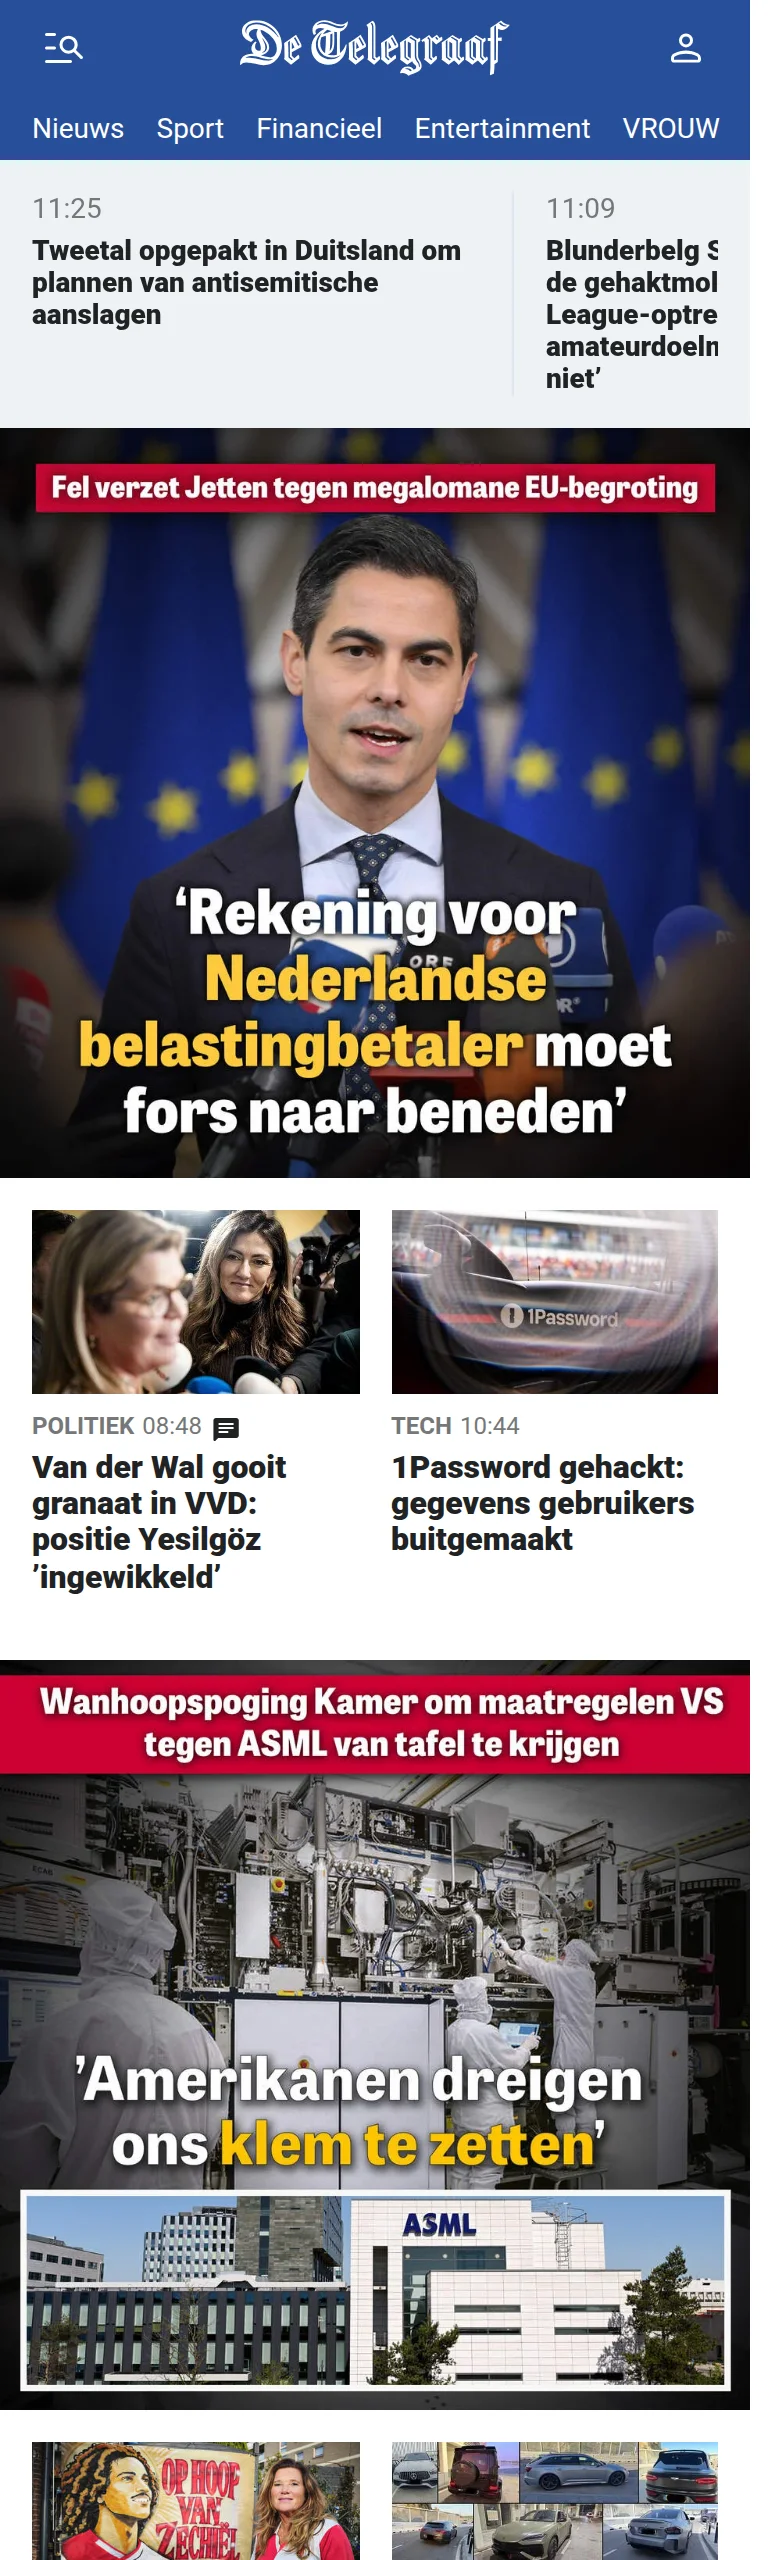 De Telegraaf
Nieuws Sport Financieel Entertainment VROUW
11:25
Tweetal opgepakt in Duitsland om
plannen van antisemitische
aanslagen
11:09
Blunderbelg S
de gehaktmol
League-optre
amateurdoeln
niet’
Fel verzet Jetten tegen megalomane EU-begroting
ORF
‘Rekening voor
Nederlandse
belastingbetaler moet
fors naar beneden’
1Password
POLITIEK 08:48
Van der Wal gooit
granaat in VVD:
positie Yesilgöz
’ingewikkeld’
TECH 10:44
1Password gehackt:
gegevens gebruikers
buitgemaakt
Wanhoopspoging Kamer om maatregelen VS
tegen ASML van tafel te krijgen
’Amerikanen dreigen
ons klem te zetten’
ASML
OP HOOP
VAN
ZECHIËL